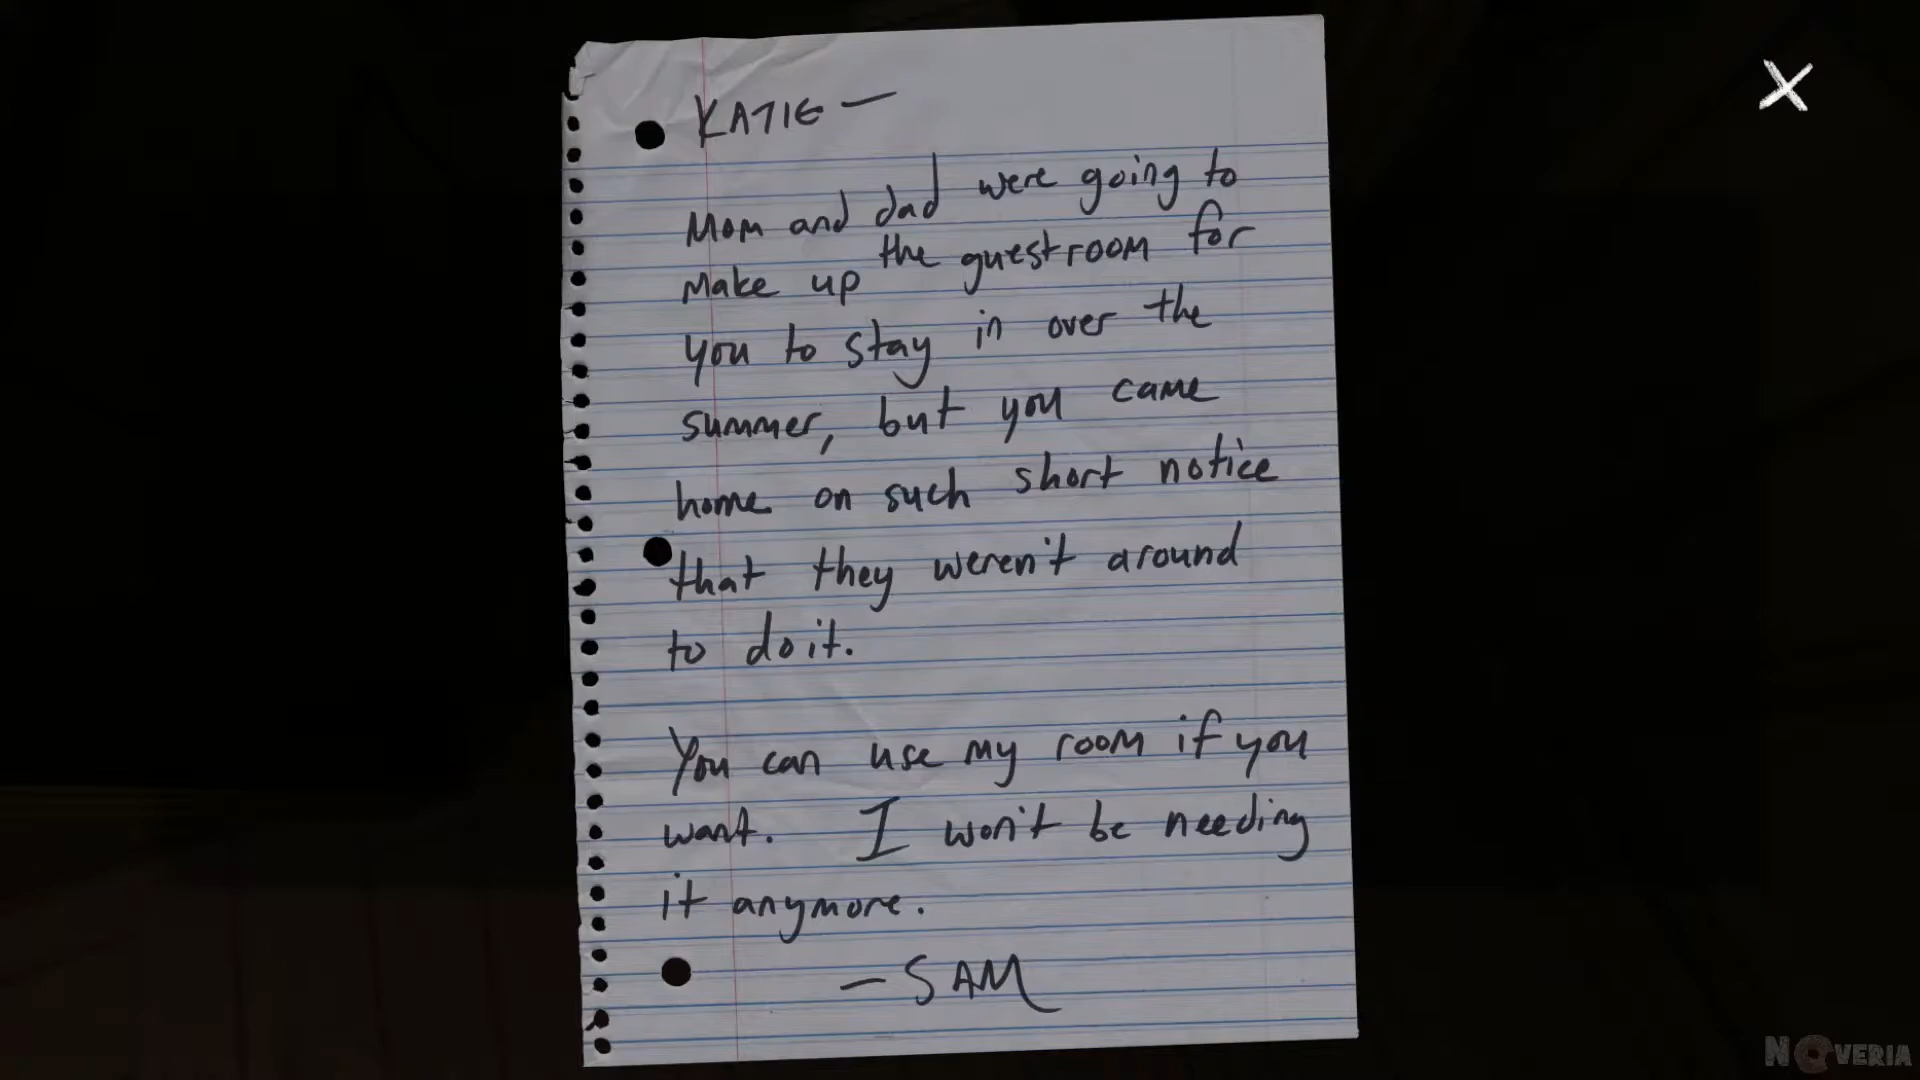 KATIE —
Mom and dad were going to
make up the guestroom for
you to stay in over the
summer, but you came
home on such short notice
that they weren't around
to do it.
You can use my room if you
want. I won't be needing
it anymore.
— SAM
NOVERIA